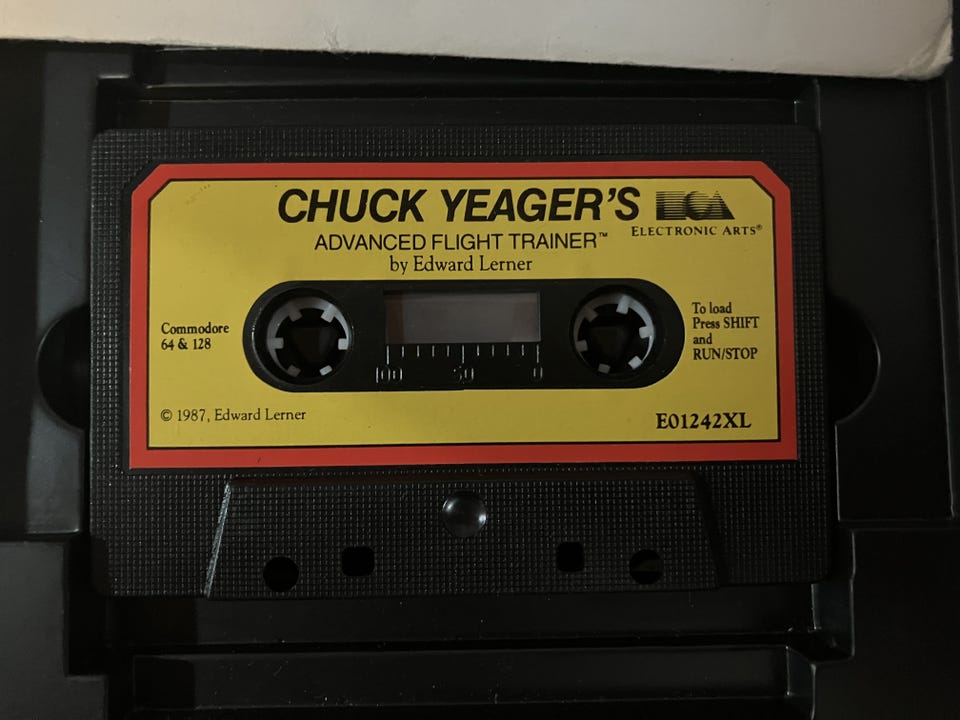 CHUCK YEAGER'S
ECA
ELECTRONIC ARTS®
ADVANCED FLIGHT TRAINER™
by Edward Lerner
Commodore
64 & 128
100 50 0
To load
Press SHIFT
and
RUN/STOP
© 1987, Edward Lerner
E01242XL